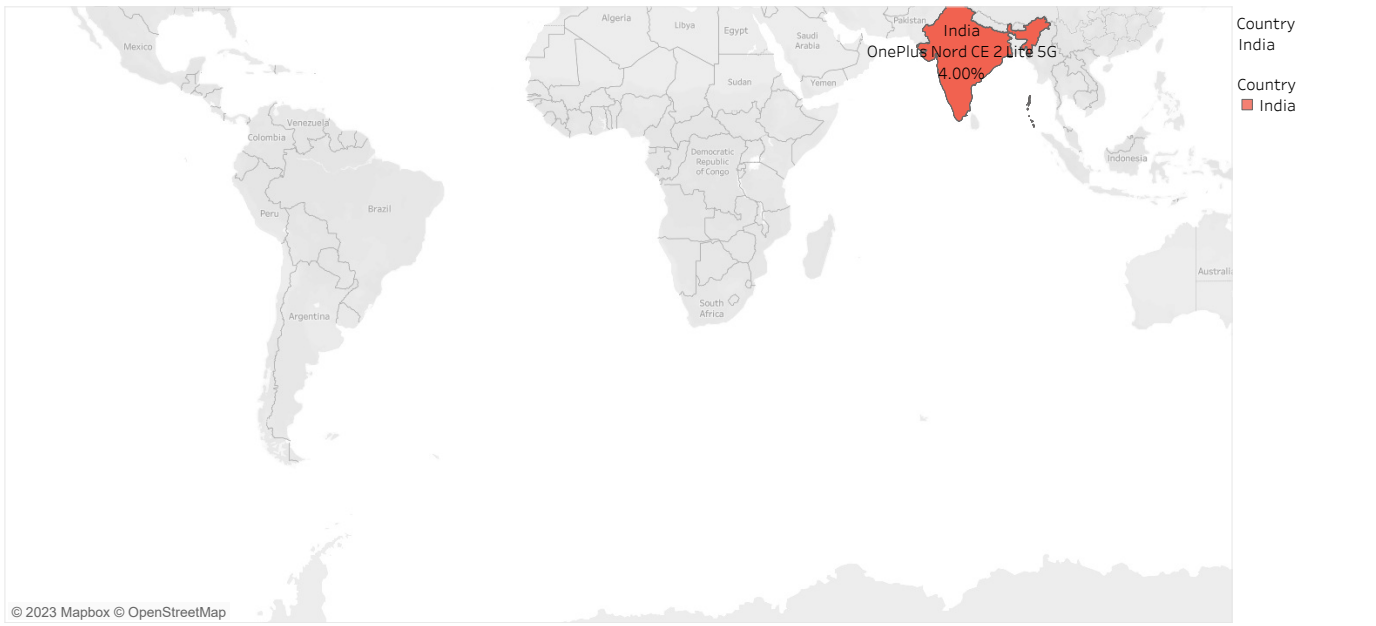 Algeria
Libya
Egypt
Pakistan
India
Country
India
Mexico
Saudi
Arabia
OnePlus Nord CE 2 Lite 5G
4.00%
Sudan
Yemen
Country
India
Venezuela
Colombia
Democratic
Republic
of Congo
Indonesia
Peru
Brazil
Australi
South
Africa
Argentina
© 2023 Mapbox © OpenStreetMap